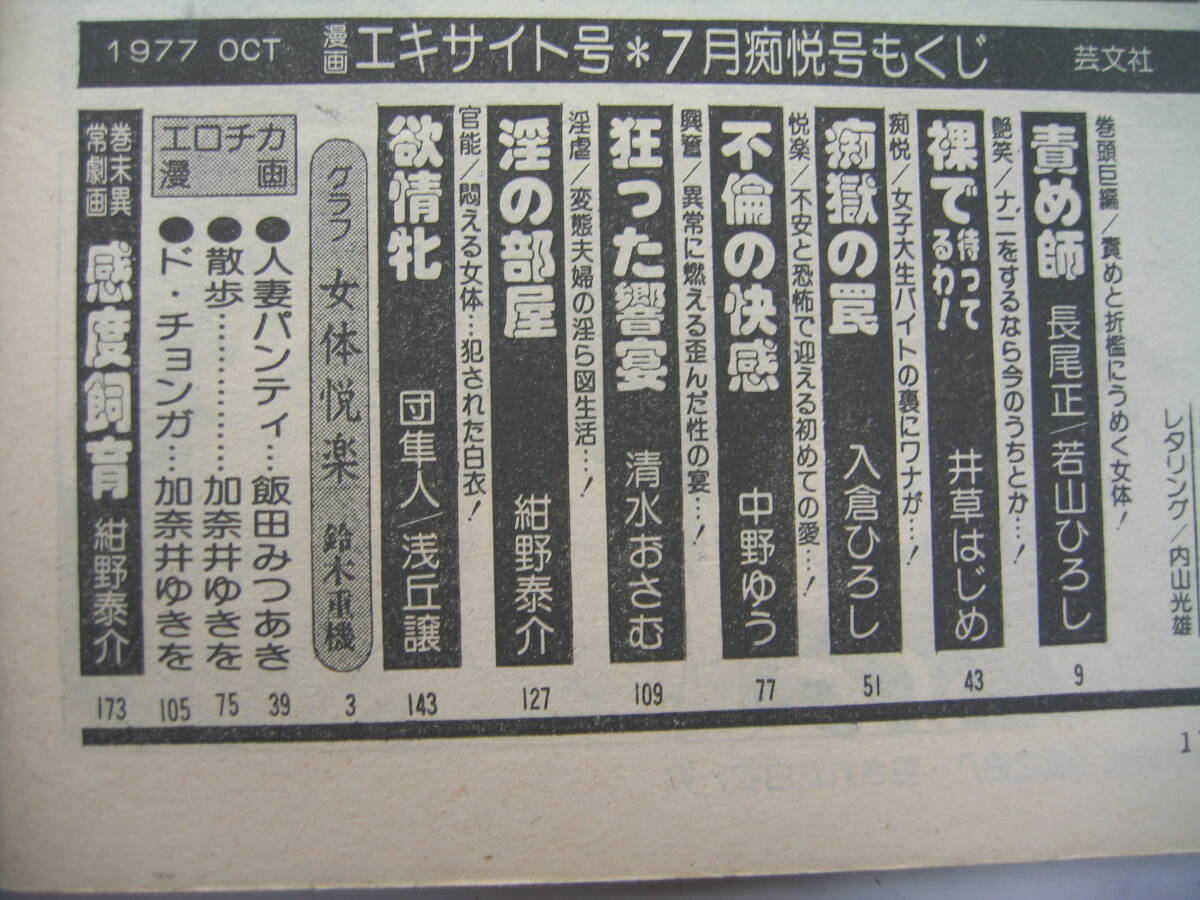 1977 OCT 漫画 エキサイト号*7月痴悦号もくじ 芸文社
レタリング/内山光雄
巻頭巨編/責めと折檻にうめく女体!
責め師 長尾正/若山ひろし 9
艶笑/ナニをするなら今のうちとか…!
裸で待ってるわ! 井草はじめ 43
痴悦/女子大生バイトの裏にワナが…!
痴獄の罠 入倉ひろし 51
悦楽/不安と恐怖で迎える初めての愛…!
不倫の快感 中野ゆう 77
興奮/異常に燃える歪んだ性の宴…!
狂った響宴 清水おさむ 109
淫虐/変態夫婦の淫ら図生活…!
淫の部屋 紺野泰介 127
官能/悶える女体…犯された白衣!
欲情牝 団隼人/浅丘譲 143
グラフ 女体悦楽 鈴木重機 3
エロチカ漫画
●人妻パンティ…飯田みつあき 39
●散歩…………加奈井ゆきを 75
●ド・チョンガ…加奈井ゆきを 105
巻末異常劇画 感度飼育 紺野泰介 173